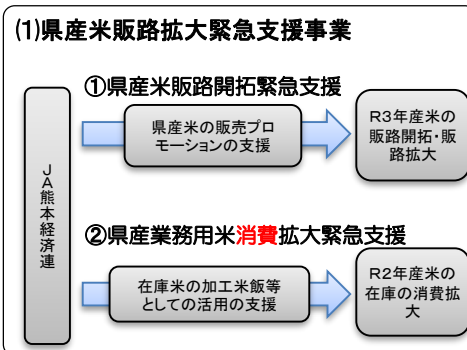 (1)県産米販路拡大緊急支援事業
①県産米販路開拓緊急支援
JA熊本経済連
県産米の販売プロ
モーションの支援
R3年産米の
販路開拓・販
路拡大
②県産業務用米消費拡大緊急支援
在庫米の加工米飯等
としての活用の支援
R2年産米の
在庫の消費拡
大